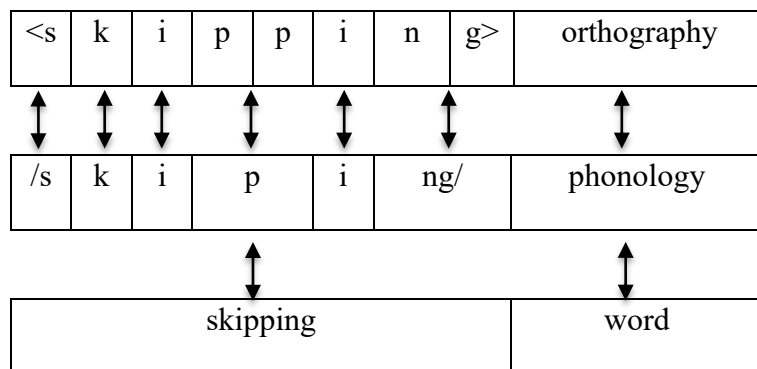 <s k i p p i n g> orthography
/s k i p i ng/ phonology
skipping word